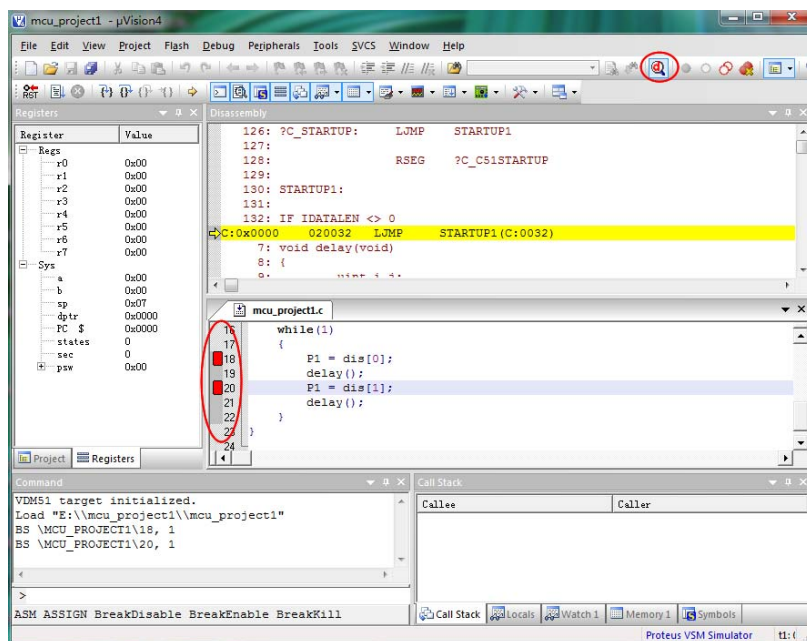 mcu_project1 - µVision4
File Edit View Project Flash Debug Peripherals Tools SVCS Window Help
RST
Registers
Register Value
Regs
r0 0x00
r1 0x00
r2 0x00
r3 0x00
r4 0x00
r5 0x00
r6 0x00
r7 0x00
Sys
a 0x00
b 0x00
sp 0x07
dptr 0x0000
PC $ 0x0000
states 0
sec 0
psw 0x00
Project Registers
Disassembly
126: ?C_STARTUP: LJMP STARTUP1
127:
128: RSEG ?C_C51STARTUP
129:
130: STARTUP1:
131:
132: IF IDATALEN <> 0
C:0x0000 020032 LJMP STARTUP1(C:0032)
7: void delay(void)
8: {
9: uint i,j;
mcu_project1.c
16 while(1)
17 {
18 P1 = dis[0];
19 delay();
20 P1 = dis[1];
21 delay();
22 }
23 }
24
Command
VDM51 target initialized.
Load "E:\\mcu_project1\\mcu_project1"
BS \MCU_PROJECT1\18, 1
BS \MCU_PROJECT1\20, 1
>
ASM ASSIGN BreakDisable BreakEnable BreakKill
Call Stack
Callee Caller
Call Stack Locals Watch 1 Memory 1 Symbols
Proteus VSM Simulator t1: